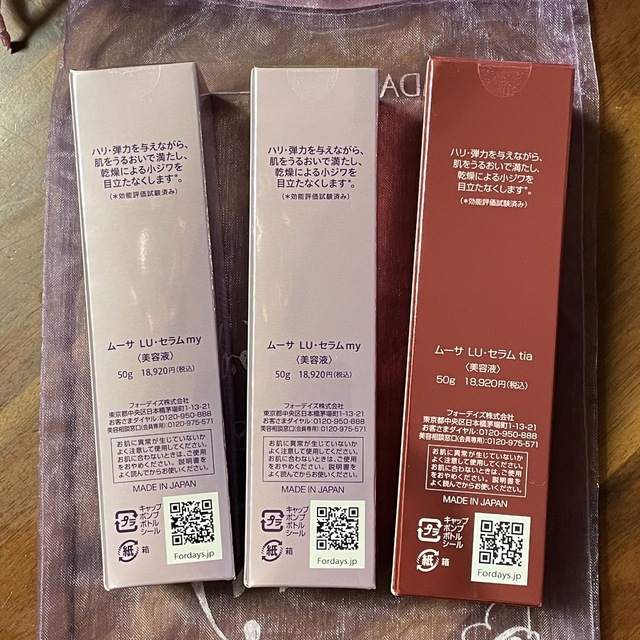 ハリ・弾力を与えながら、
肌をうるおいで満たし、
乾燥による小ジワを
目立たなくします*。
(*効能評価試験済み)
ムーサ LU・セラム my
〈美容液〉
50g 18,920円(税込)
フォーデイズ株式会社
東京都中央区日本橋茅場町1-13-21
お客さまダイヤル:0120-950-888
美容相談窓口(会員専用):0120-975-571
お肌に異常が生じていないか
よく注意して使用してください。
お肌に合わないときは、ご使用
をおやめください。説明書を
よく読んでからお使いください。
MADE IN JAPAN
プラ
キャップ
ポンプ
ボトル
シール
紙
箱
Fordays.jp
ハリ・弾力を与えながら、
肌をうるおいで満たし、
乾燥による小ジワを
目立たなくします*。
(*効能評価試験済み)
ムーサ LU・セラム my
〈美容液〉
50g 18,920円(税込)
フォーデイズ株式会社
東京都中央区日本橋茅場町1-13-21
お客さまダイヤル:0120-950-888
美容相談窓口(会員専用):0120-975-571
お肌に異常が生じていないか
よく注意して使用してください。
お肌に合わないときは、ご使用
をおやめください。説明書を
よく読んでからお使いください。
MADE IN JAPAN
プラ
キャップ
ポンプ
ボトル
シール
紙
箱
Fordays.jp
ハリ・弾力を与えながら、
肌をうるおいで満たし、
乾燥による小ジワを
目立たなくします*。
(*効能評価試験済み)
ムーサ LU・セラム tia
〈美容液〉
50g 18,920円(税込)
フォーデイズ株式会社
東京都中央区日本橋茅場町1-13-21
お客さまダイヤル:0120-950-888
美容相談窓口(会員専用):0120-975-571
お肌に異常が生じていないか
よく注意して使用してください。
お肌に合わないときは、ご使用
をおやめください。説明書を
よく読んでからお使いください。
MADE IN JAPAN
プラ
キャップ
ポンプ
ボトル
シール
紙
箱
Fordays.jp